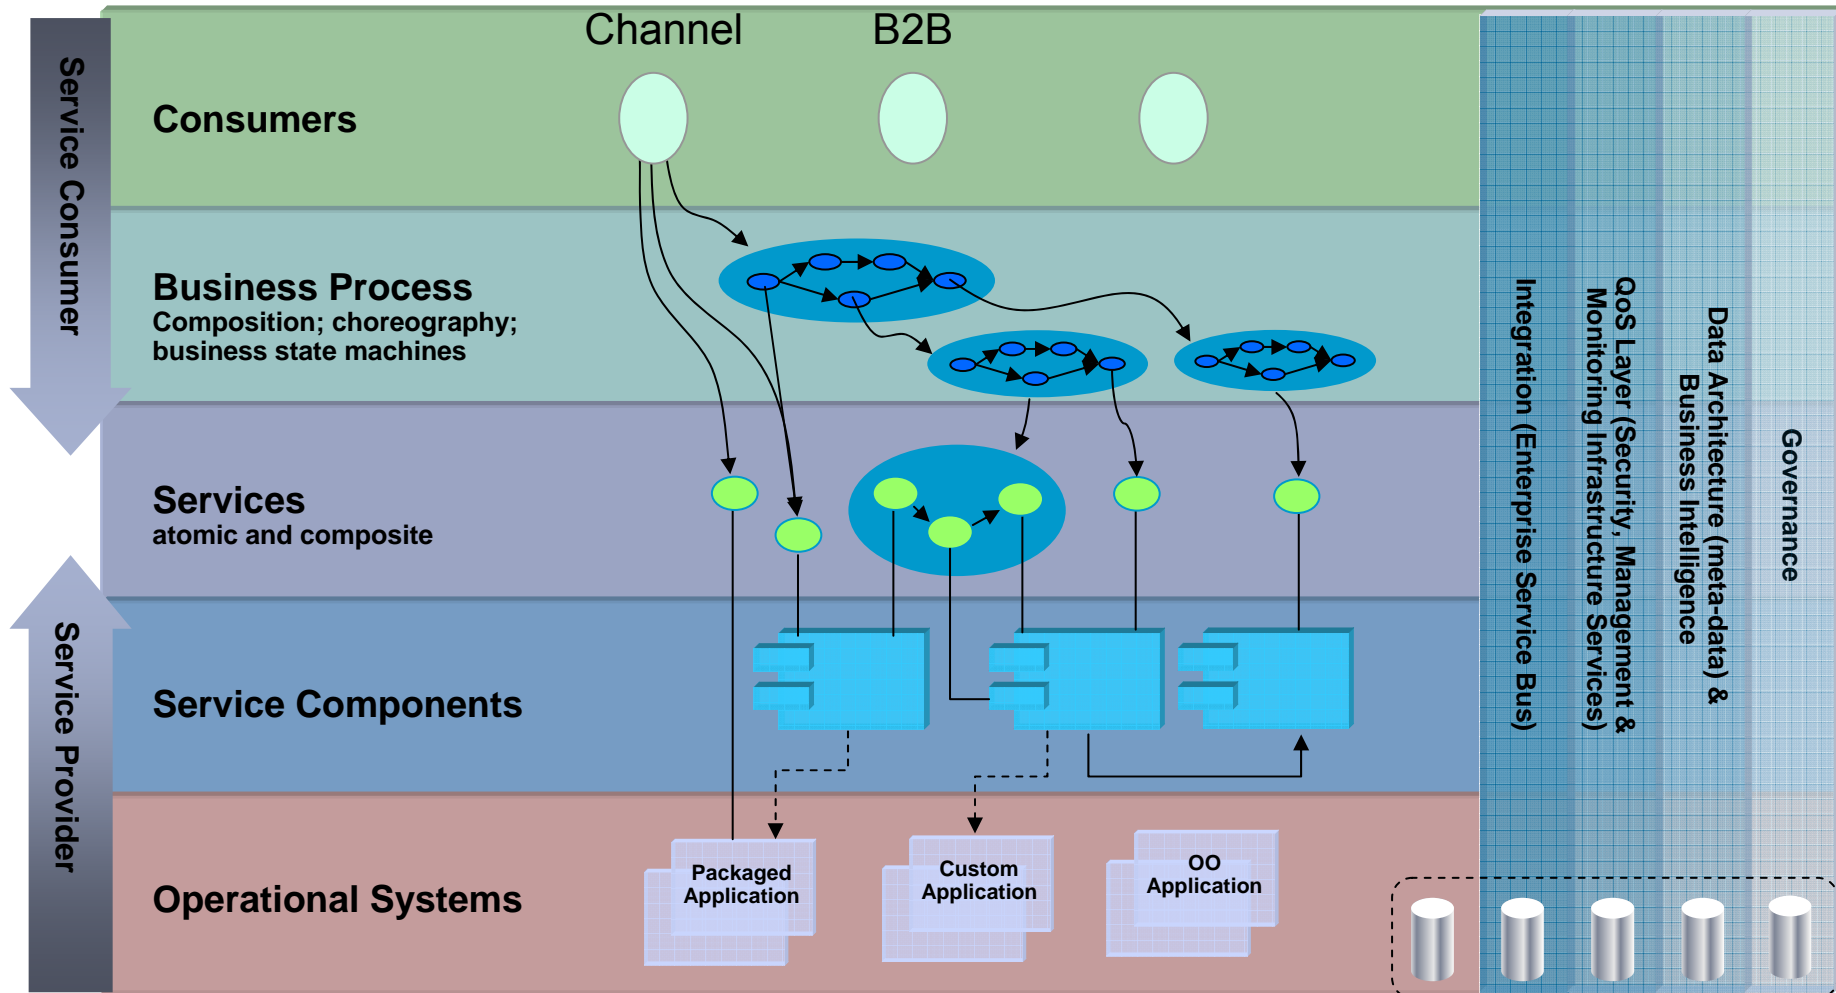 Channel
B2B
Service Consumer
Consumers
Business Process
Composition; choreography;
business state machines
Services
atomic and composite
Service Provider
Service Components
Operational Systems
Packaged
Application
Custom
Application
OO
Application
Integration (Enterprise Service Bus)
QoS Layer (Security, Management &
Monitoring Infrastructure Services)
Data Architecture (meta-data) &
Business Intelligence
Governance